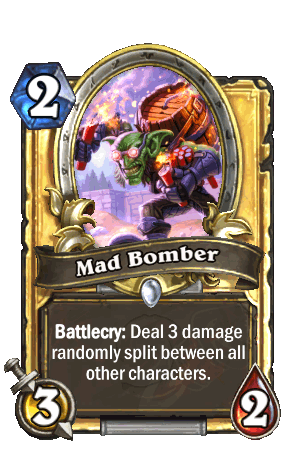 2
Mad Bomber
Battlecry: Deal 3 damage
randomly split between all
other characters.
3
2